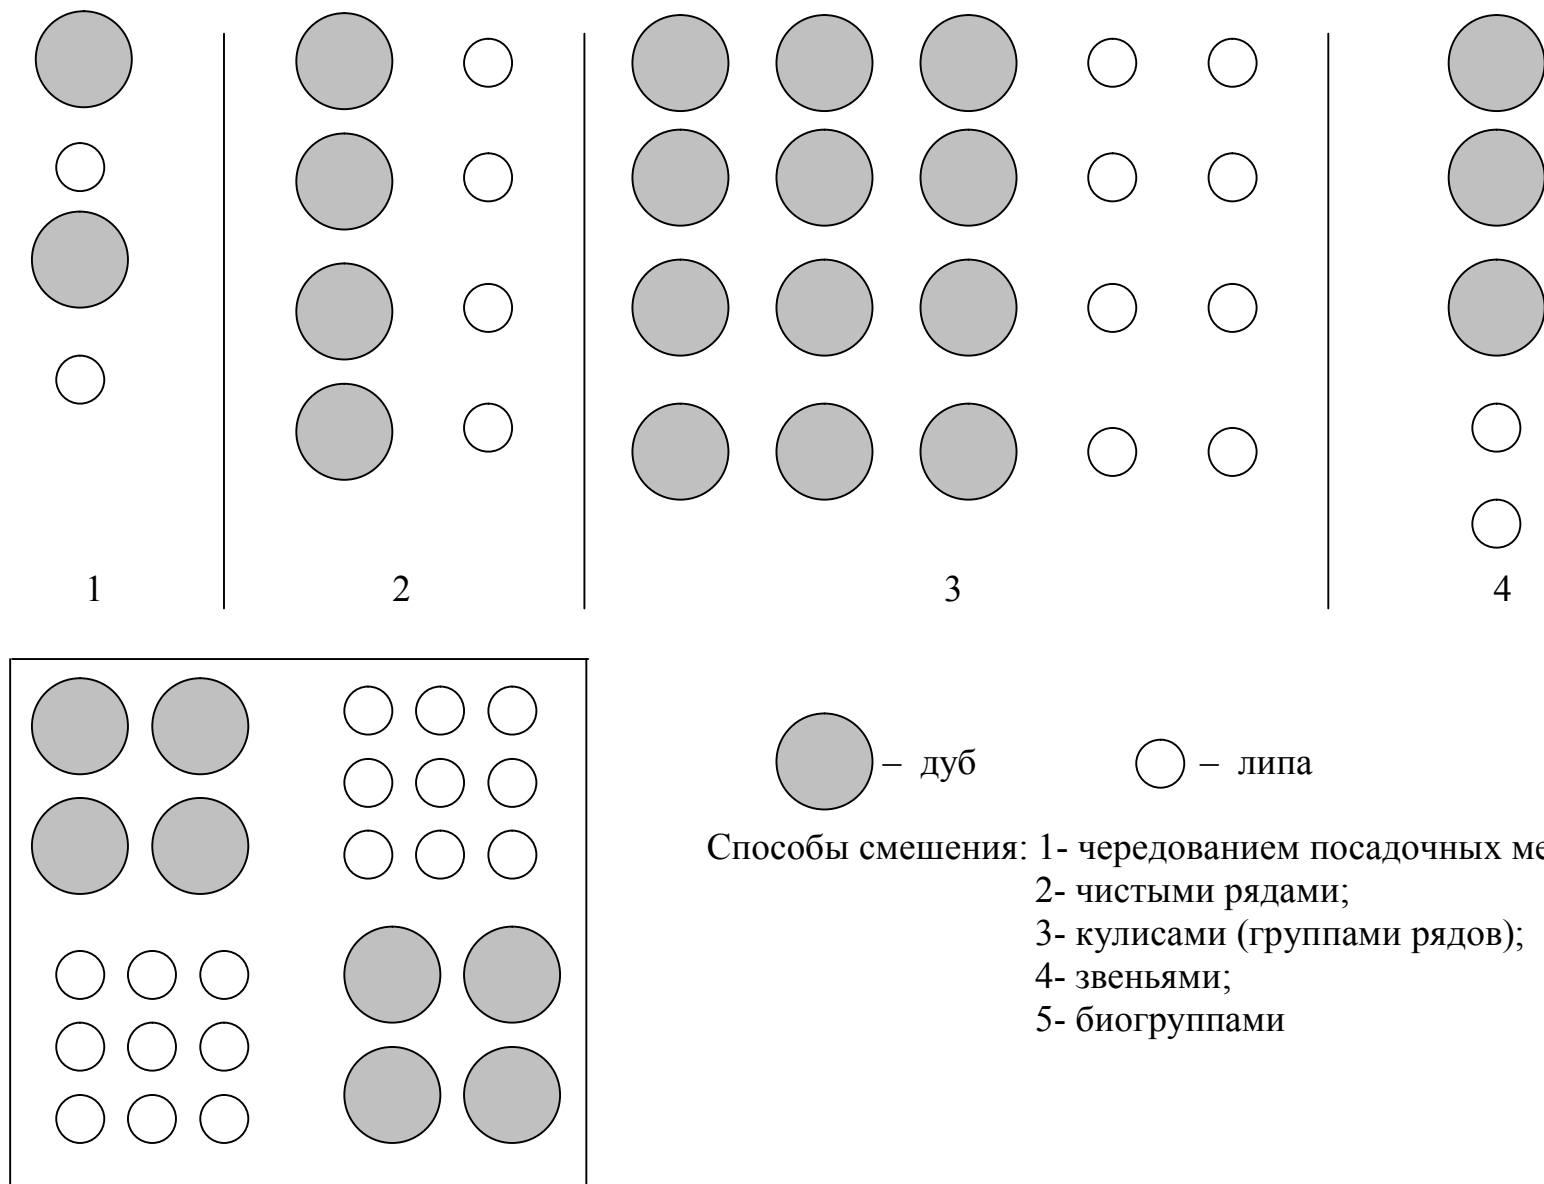 1 2 3 4
– дуб – липа
Способы смешения: 1- чередованием посадочных
2- чистыми рядами;
3- кулисами (группами рядов);
4- звеньями;
5- биогруппами